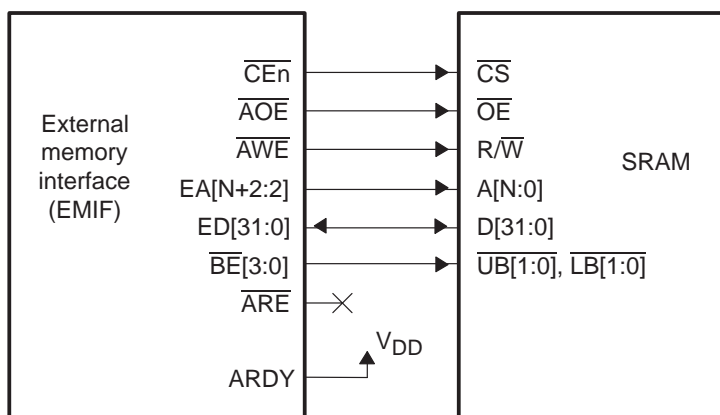 External
memory
interface
(EMIF)
CEn
AOE
AWE
EA[N+2:2]
ED[31:0]
BE[3:0]
ARE
ARDY
VDD
CS
OE
R/W
A[N:0]
D[31:0]
UB[1:0], LB[1:0]
SRAM